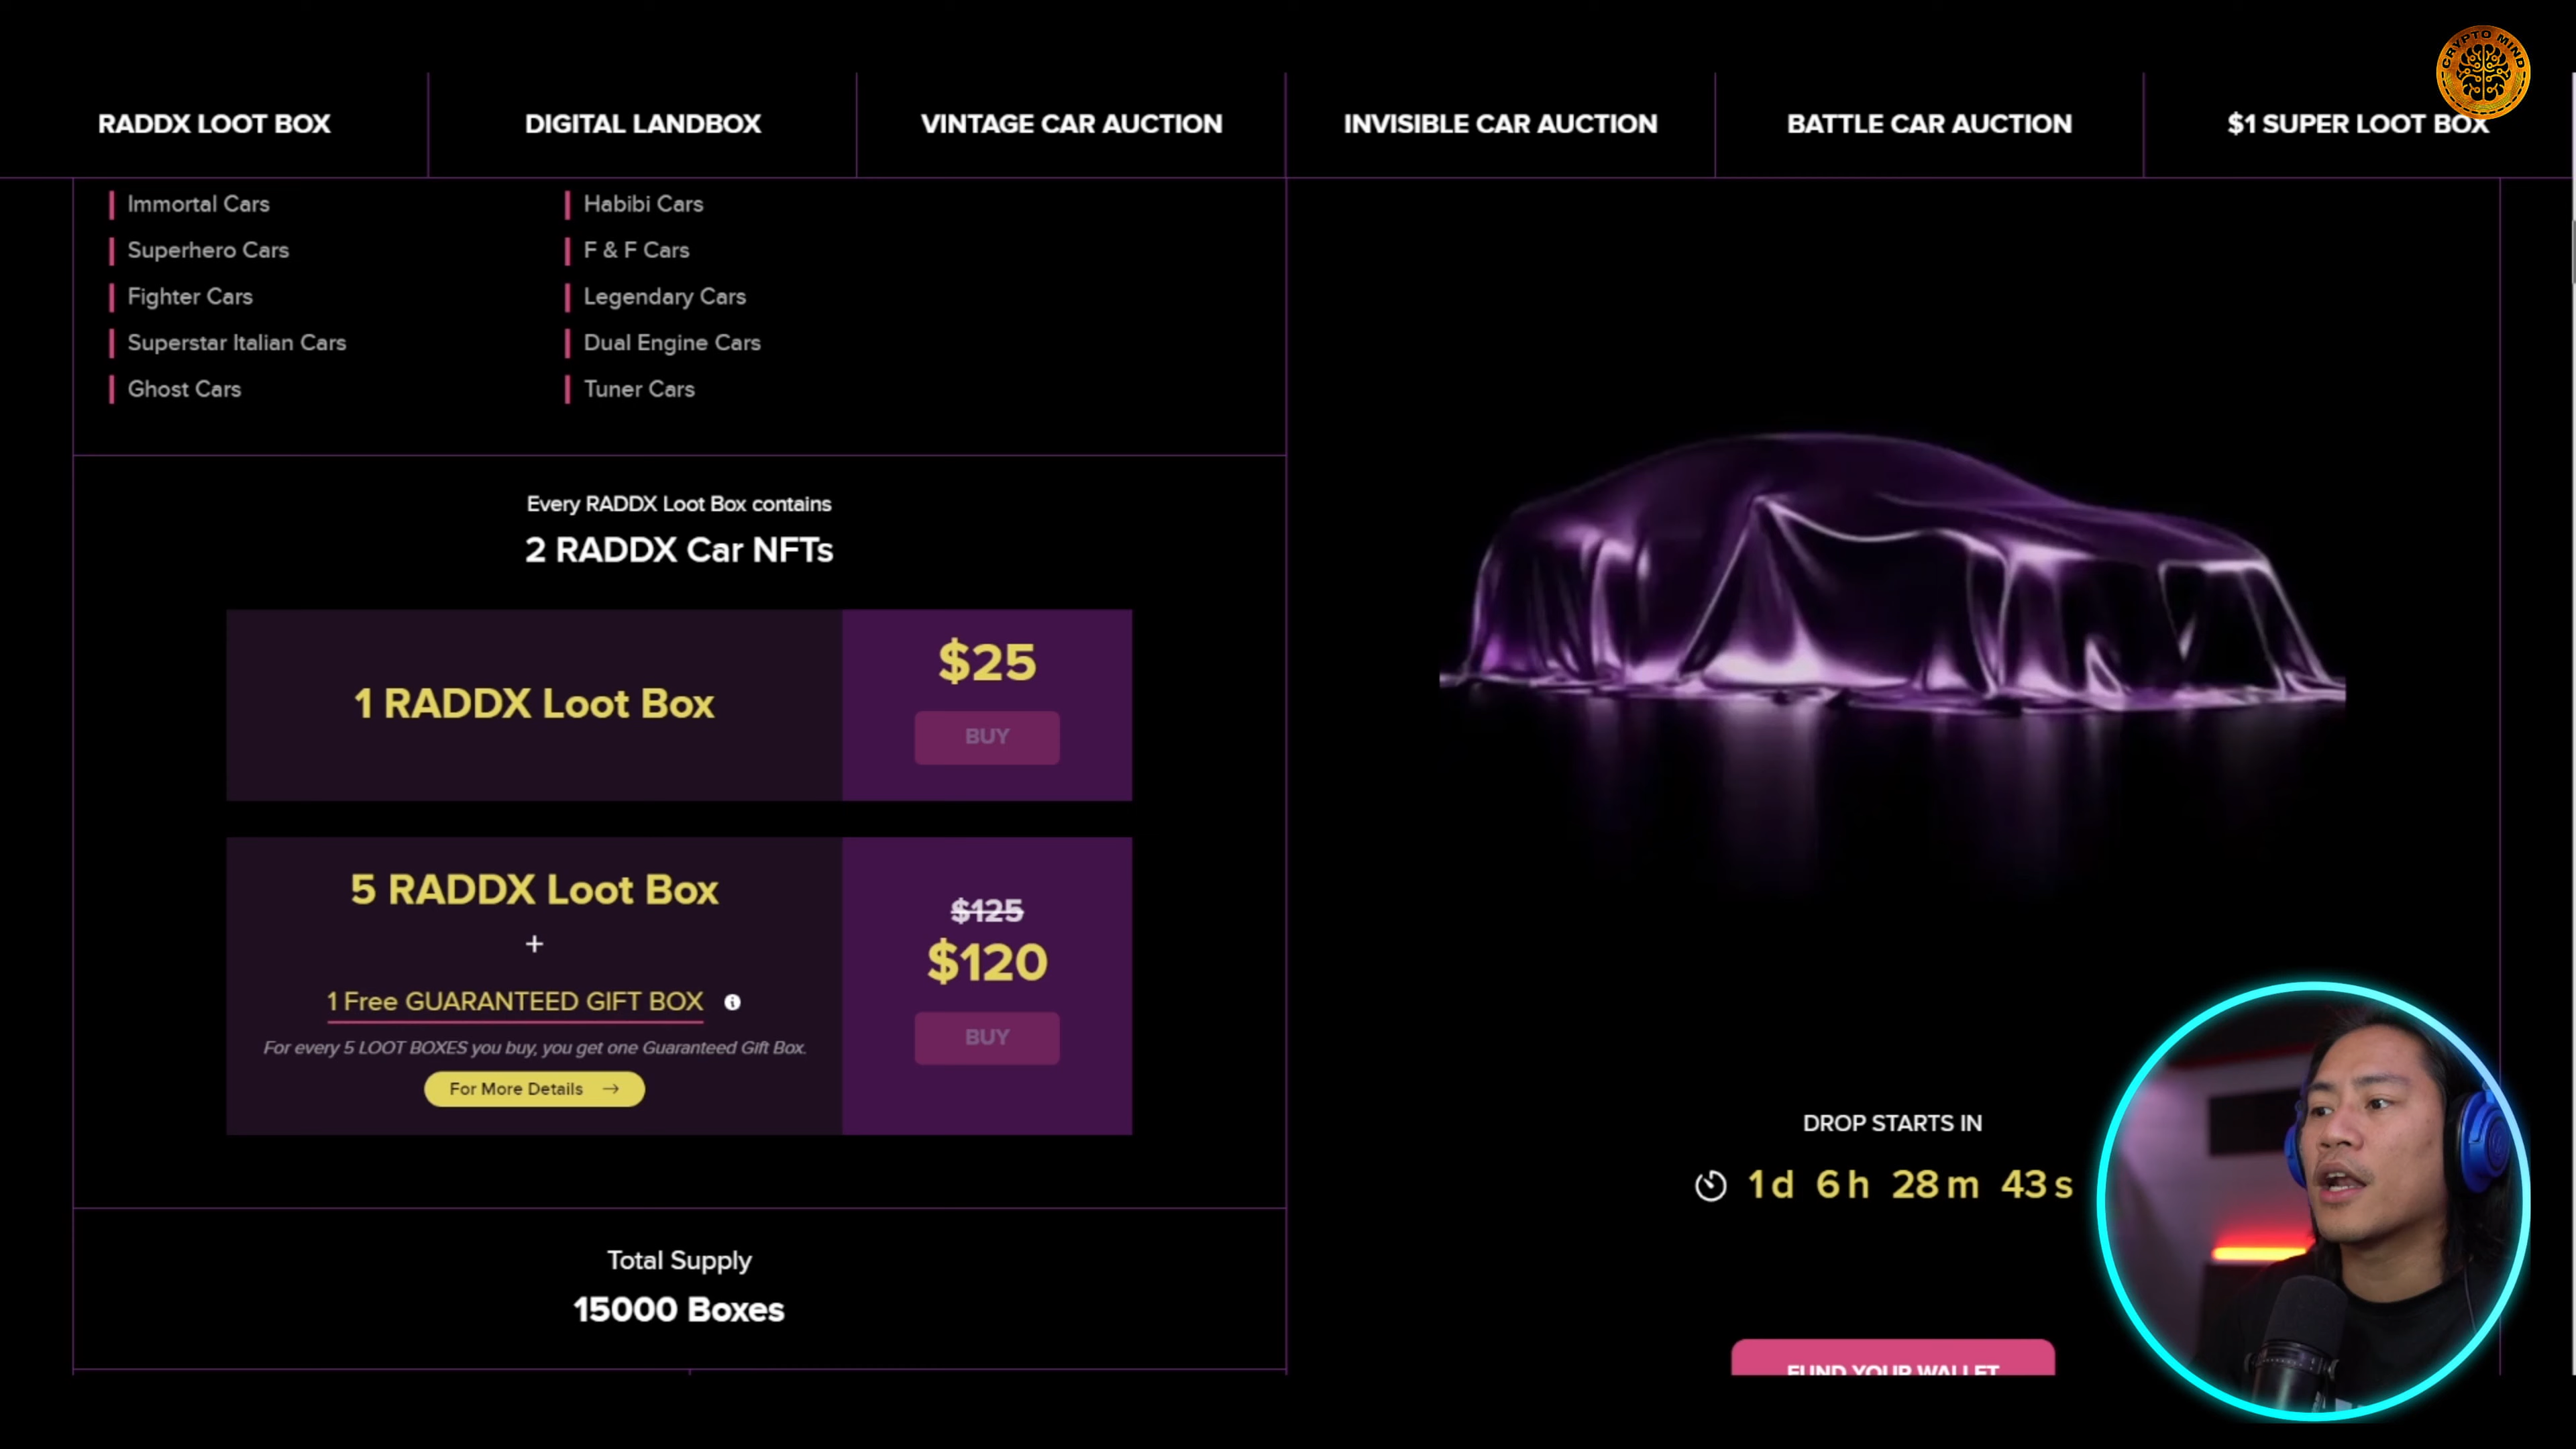 CRYPTO MIND
RADDX LOOT BOX
DIGITAL LANDBOX
VINTAGE CAR AUCTION
INVISIBLE CAR AUCTION
BATTLE CAR AUCTION
$1 SUPER LOOT BOX
Immortal Cars
Habibi Cars
Superhero Cars
F & F Cars
Fighter Cars
Legendary Cars
Superstar Italian Cars
Dual Engine Cars
Ghost Cars
Tuner Cars
Every RADDX Loot Box contains
2 RADDX Car NFTs
1 RADDX Loot Box
$25
BUY
5 RADDX Loot Box
+
1 Free GUARANTEED GIFT BOX
For every 5 LOOT BOXES you buy, you get one Guaranteed Gift Box.
For More Details →
$125
$120
BUY
Total Supply
15000 Boxes
DROP STARTS IN
1 d 6 h 28 m 43 s
FUND YOUR WALLET